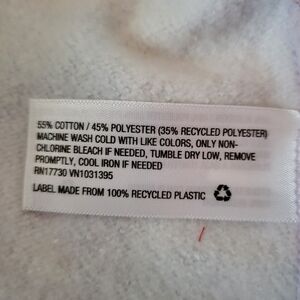 55% COTTON / 45% POLYESTER (35% RECYCLED POLYESTER)
MACHINE WASH COLD WITH LIKE COLORS, ONLY NON-
CHLORINE BLEACH IF NEEDED, TUMBLE DRY LOW, REMOVE
PROMPTLY, COOL IRON IF NEEDED
RN17730 VN1031395
LABEL MADE FROM 100% RECYCLED PLASTIC